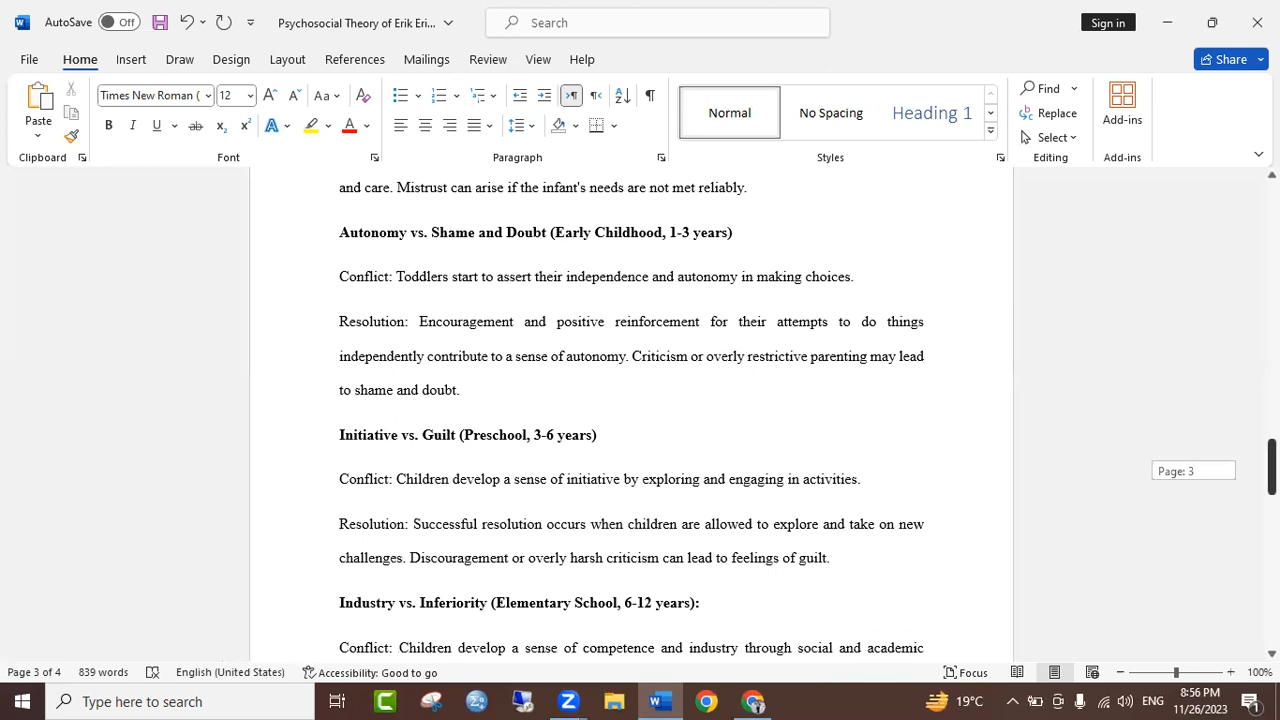 AutoSave Off Psychosocial Theory of Erik Eri... Search Sign in
File Home Insert Draw Design Layout References Mailings Review View Help Share
Paste Times New Roman ( 12 Aa Normal No Spacing Heading 1 Find Replace Select Add-ins
Clipboard Font Paragraph Styles Editing Add-ins
and care. Mistrust can arise if the infant's needs are not met reliably.
Autonomy vs. Shame and Doubt (Early Childhood, 1-3 years)
Conflict: Toddlers start to assert their independence and autonomy in making choices.
Resolution: Encouragement and positive reinforcement for their attempts to do things
independently contribute to a sense of autonomy. Criticism or overly restrictive parenting may lead
to shame and doubt.
Initiative vs. Guilt (Preschool, 3-6 years)
Page: 3
Conflict: Children develop a sense of initiative by exploring and engaging in activities.
Resolution: Successful resolution occurs when children are allowed to explore and take on new
challenges. Discouragement or overly harsh criticism can lead to feelings of guilt.
Industry vs. Inferiority (Elementary School, 6-12 years):
Conflict: Children develop a sense of competence and industry through social and academic
Page 3 of 4 839 words English (United States) Accessibility: Good to go Focus 100%
Type here to search 19°C ENG 8:56 PM 11/26/2023 1